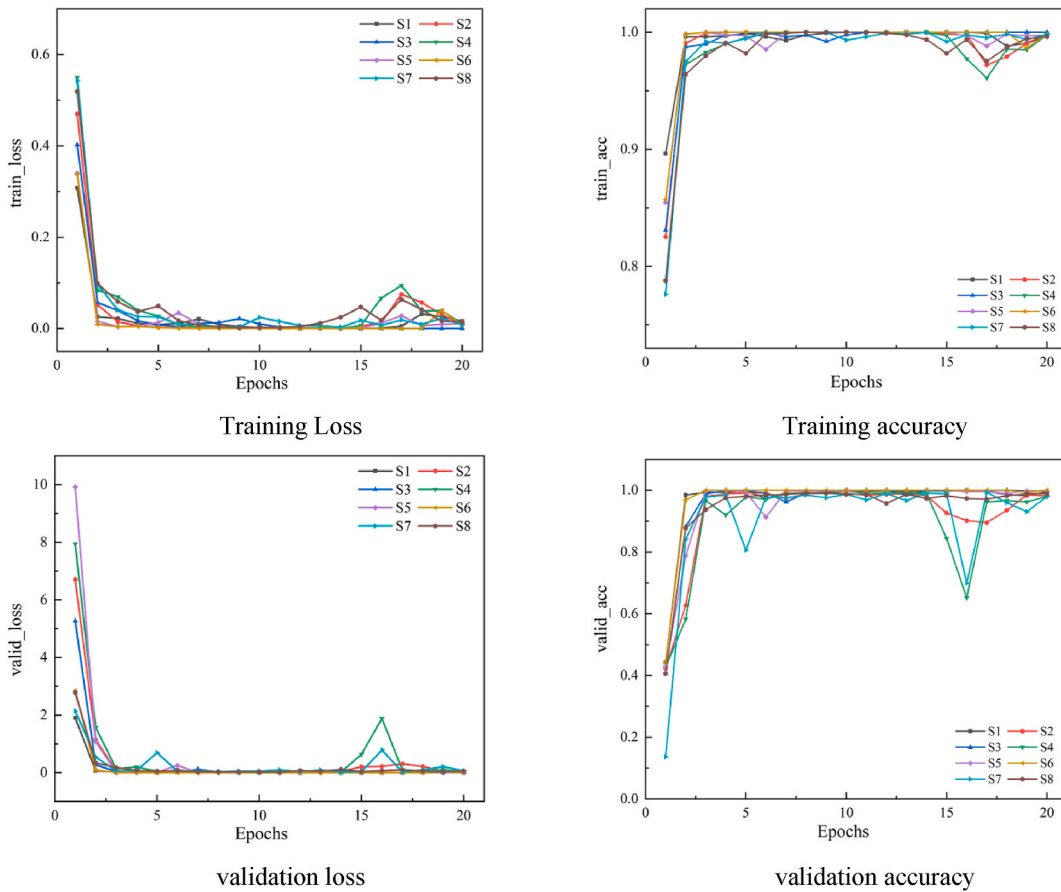 0.6
0.4
0.2
0.0
train_loss
S1 S2
S3 S4
S5 S6
S7 S8
0 5 10 15 20
Epochs
Training Loss
1.0
0.9
0.8
train_acc
S1 S2
S3 S4
S5 S6
S7 S8
0 5 10 15 20
Epochs
Training accuracy
10
8
6
4
2
0
valid_loss
S1 S2
S3 S4
S5 S6
S7 S8
0 5 10 15 20
Epochs
validation loss
1.0
0.8
0.6
0.4
0.2
0.0
valid_acc
S1 S2
S3 S4
S5 S6
S7 S8
0 5 10 15 20
Epochs
validation accuracy